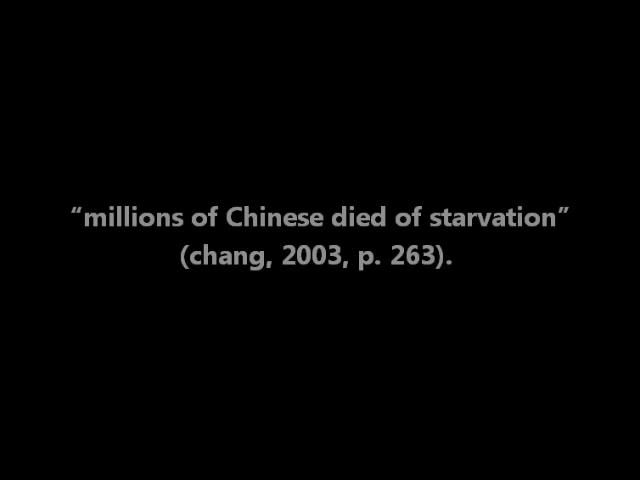 “millions of Chinese died of starvation”
(chang, 2003, p. 263).